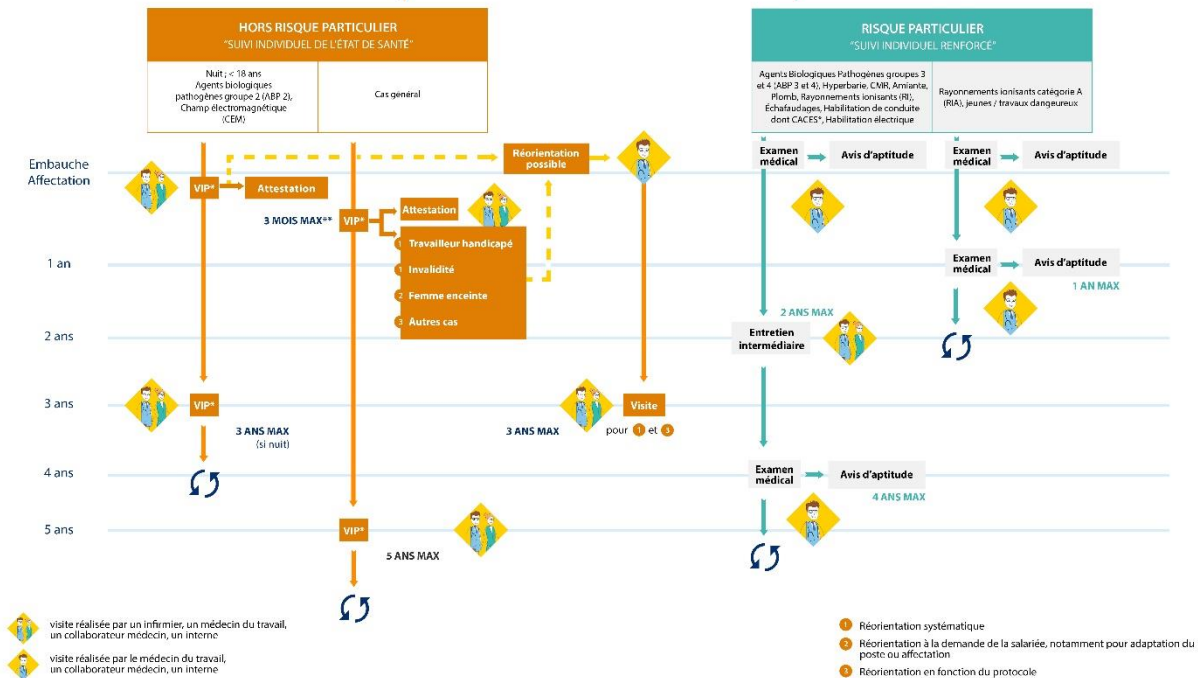 HORS RISQUE PARTICULIER
"SUIVI INDIVIDUEL DE L'ÉTAT DE SANTÉ"
Nuit ; < 18 ans
Agents biologiques
pathogènes groupe 2 (ABP 2),
Champ électromagnétique
(CEM)
Cas général
RISQUE PARTICULIER
"SUIVI INDIVIDUEL RENFORCÉ"
Agents Biologiques Pathogènes groupes 3
et 4 (ABP 3 et 4), Hyperbarie, CMR, Amiante,
Plomb, Rayonnements ionisants (RI),
Échafaudages, Habilitation de conduite
dont CACES*, Habilitation électrique
Rayonnements ionisants catégorie A
(RIA), jeunes / travaux dangeureux
Embauche
Affectation
VIP*
Attestation
Réorientation
possible
Examen
médical
Avis d'aptitude
Examen
médical
Avis d'aptitude
3 MOIS MAX**
VIP*
Attestation
1 Travailleur handicapé
1 Invalidité
2 Femme enceinte
3 Autres cas
1 an
Examen
médical
Avis d'aptitude
1 AN MAX
2 ANS MAX
2 ans
Entretien
intermédiaire
3 ans
VIP*
3 ANS MAX
(si nuit)
3 ANS MAX
Visite
pour 1 et 3
4 ans
Examen
médical
Avis d'aptitude
4 ANS MAX
5 ans
VIP*
5 ANS MAX
visite réalisée par un infirmier, un médecin du travail,
un collaborateur médecin, un interne
visite réalisée par le médecin du travail,
un collaborateur médecin, un interne
1 Réorientation systématique
2 Réorientation à la demande de la salariée, notamment pour adaptation du
poste ou affectation
3 Réorientation en fonction du protocole